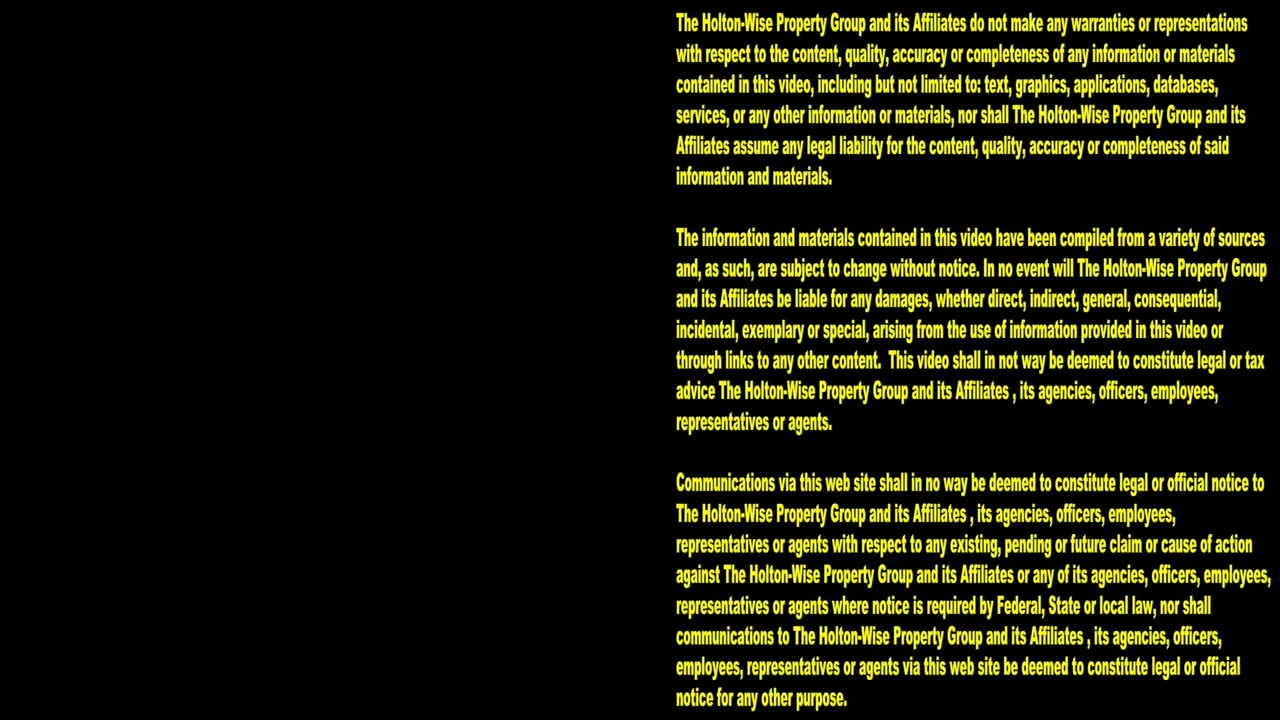 The Holton-Wise Property Group and its Affiliates do not make any warranties or representations
with respect to the content, quality, accuracy or completeness of any information or materials
contained in this video, including but not limited to: text, graphics, applications, databases,
services, or any other information or materials, nor shall The Holton-Wise Property Group and its
Affiliates assume any legal liability for the content, quality, accuracy or completeness of said
information and materials.
The information and materials contained in this video have been compiled from a variety of sources
and, as such, are subject to change without notice. In no event will The Holton-Wise Property Group
and its Affiliates be liable for any damages, whether direct, indirect, general, consequential,
incidental, exemplary or special, arising from the use of information provided in this video or
through links to any other content.  This video shall in not way be deemed to constitute legal or tax
advice The Holton-Wise Property Group and its Affiliates , its agencies, officers, employees,
representatives or agents.
Communications via this web site shall in no way be deemed to constitute legal or official notice to
The Holton-Wise Property Group and its Affiliates , its agencies, officers, employees,
representatives or agents with respect to any existing, pending or future claim or cause of action
against The Holton-Wise Property Group and its Affiliates or any of its agencies, officers, employees,
representatives or agents where notice is required by Federal, State or local law, nor shall
communications to The Holton-Wise Property Group and its Affiliates , its agencies, officers,
employees, representatives or agents via this web site be deemed to constitute legal or official
notice for any other purpose.